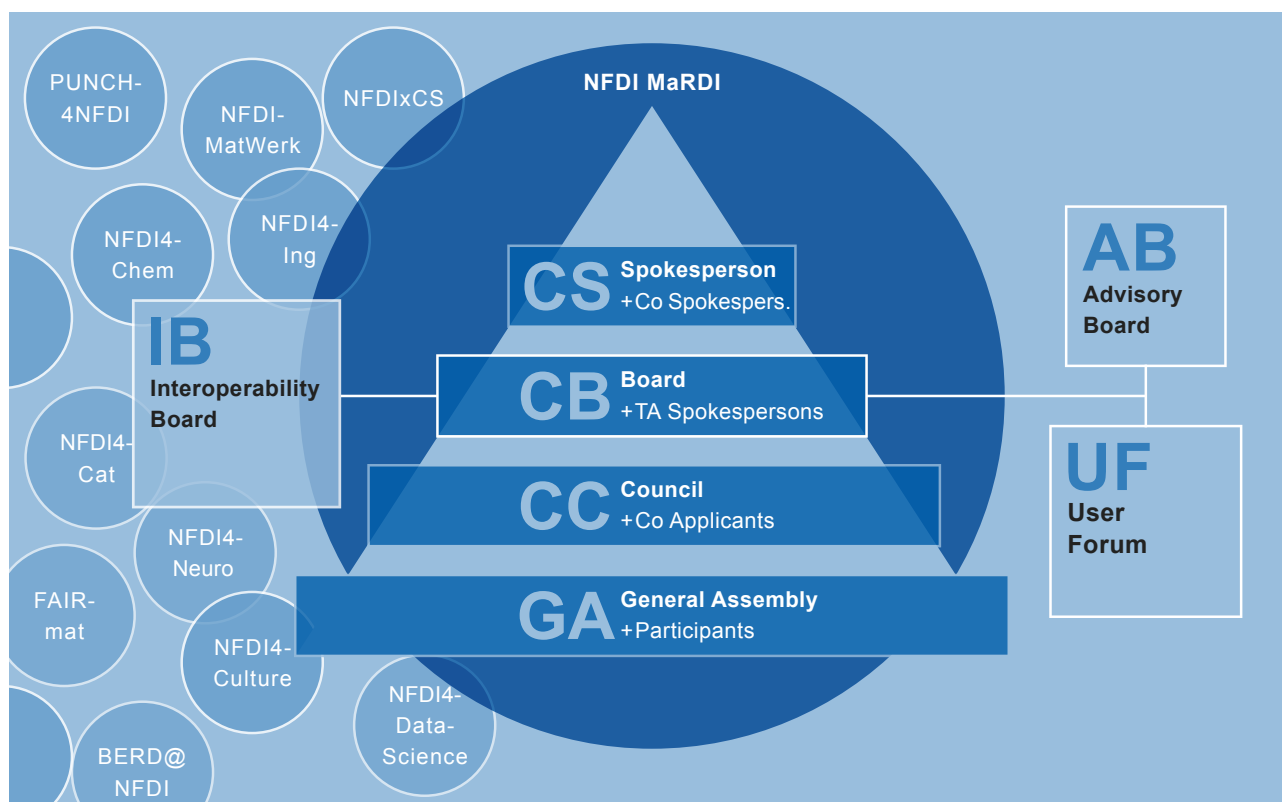 PUNCH-
4NFDI
NFDI-
MatWerk
NFDIxCS
NFDI4-
Chem
NFDI4-
Ing
NFDI4-
Cat
NFDI4-
Neuro
FAIR-
mat
NFDI4-
Culture
NFDI4-
Data-
Science
BERD@
NFDI
IB
Interoperability
Board
NFDI MaRDI
CS
Spokesperson
+Co Spokespers.
CB
Board
+TA Spokespersons
CC
Council
+Co Applicants
GA
General Assembly
+Participants
AB
Advisory
Board
UF
User
Forum